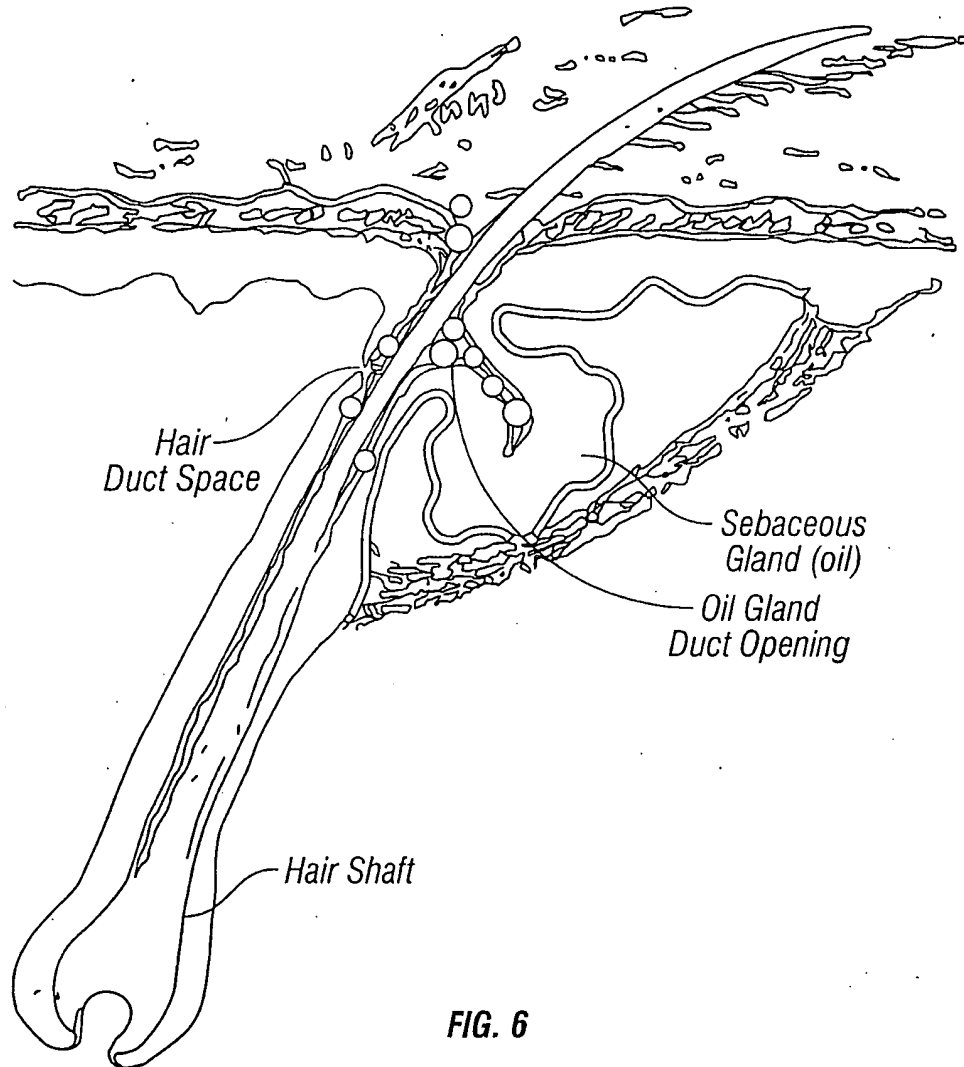 Hair
Duct Space
Sebaceous
Gland (oil)
Oil Gland
Duct Opening
Hair Shaft
FIG. 6